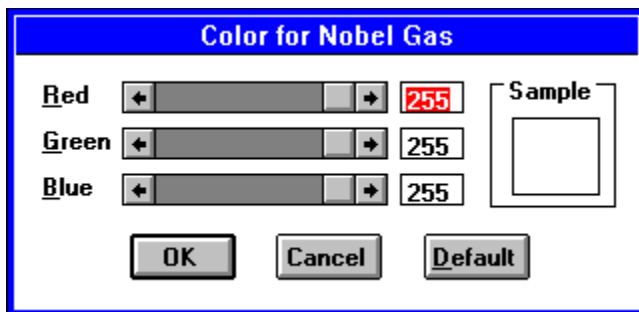 Color for Nobel Gas
Red 255
Sample
Green 255
Blue 255
OK Cancel Default